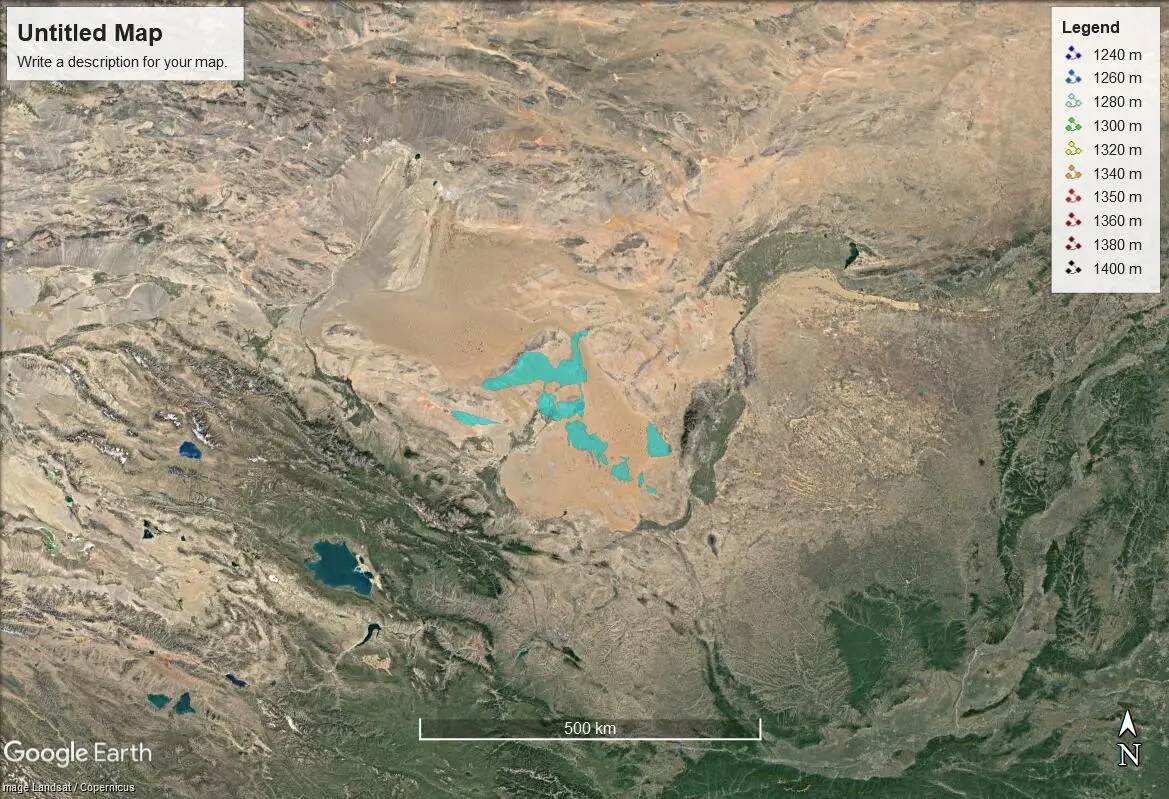 Untitled Map
Write a description for your map.
Legend
1240 m
1260 m
1280 m
1300 m
1320 m
1340 m
1350 m
1360 m
1380 m
1400 m
500 km
N
Google Earth
mage Landsat / Copernicus